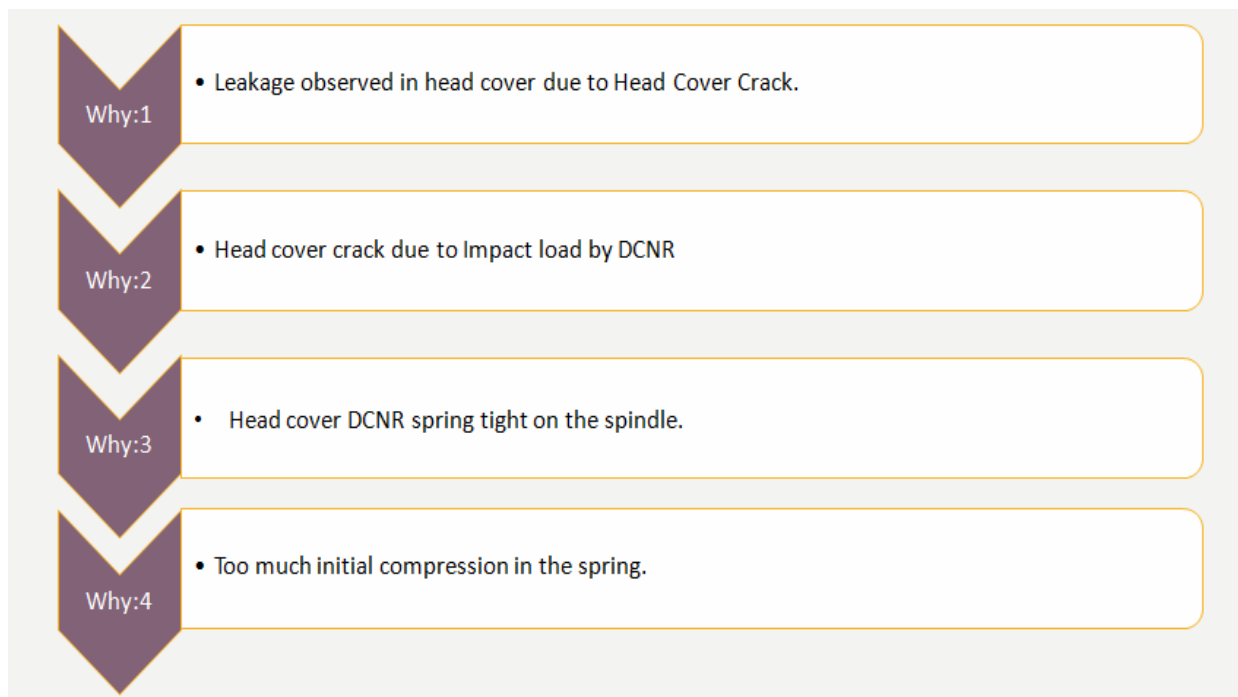 Why:1
• Leakage observed in head cover due to Head Cover Crack.
Why:2
• Head cover crack due to Impact load by DCNR
Why:3
• Head cover DCNR spring tight on the spindle.
Why:4
• Too much initial compression in the spring.